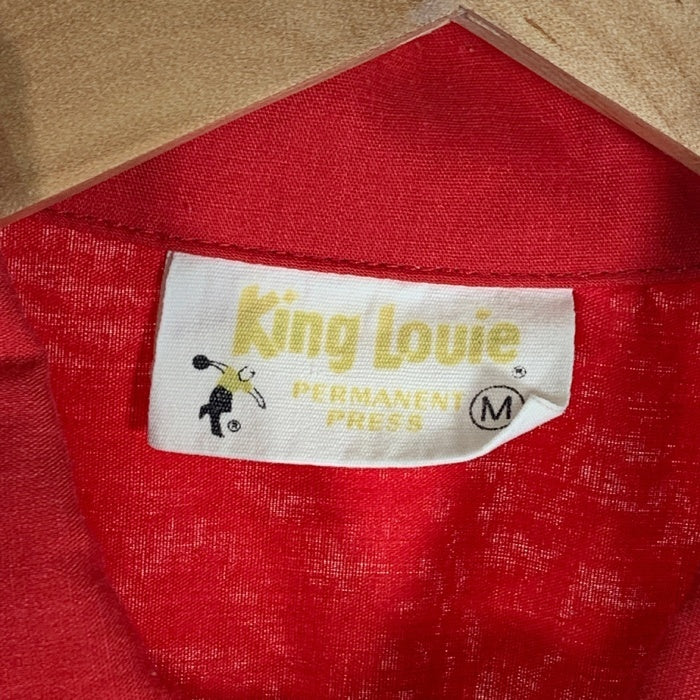 King Louie
®
PERMANENT
PRESS
M
®